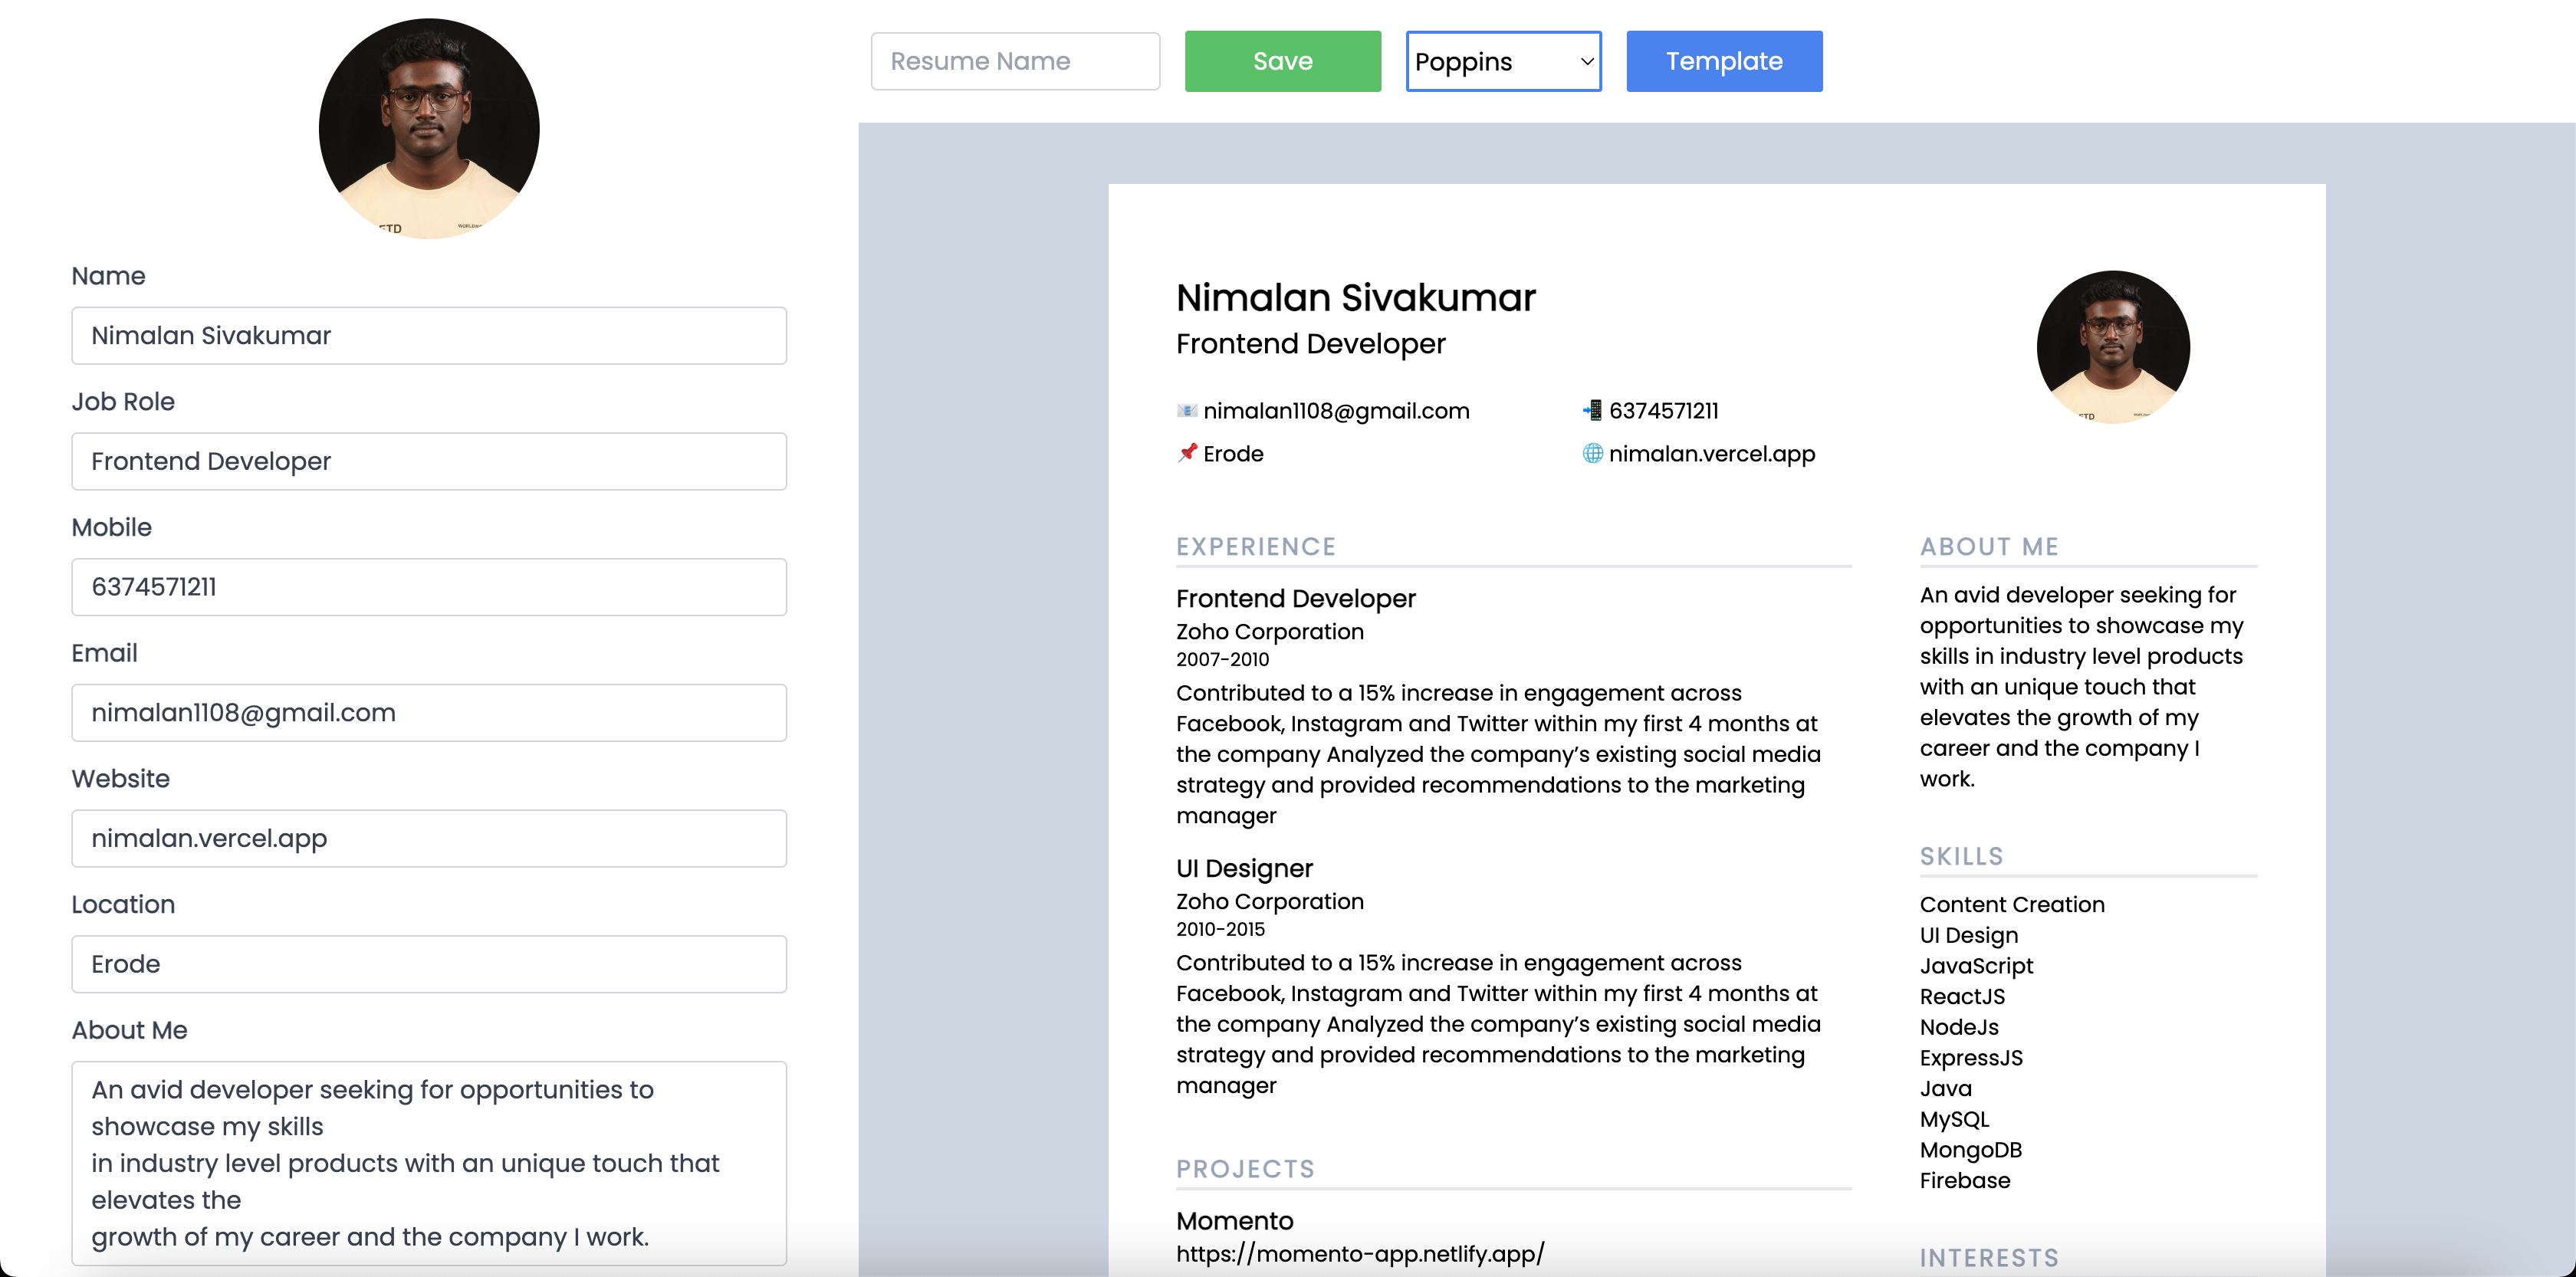 Resume Name
Save
Poppins
Template
Name
Nimalan Sivakumar
Job Role
Frontend Developer
Mobile
6374571211
Email
nimalan1108@gmail.com
Website
nimalan.vercel.app
Location
Erode
About Me
An avid developer seeking for opportunities to
showcase my skills
in industry level products with an unique touch that
elevates the
growth of my career and the company I work.
Nimalan Sivakumar
Frontend Developer
nimalan1108@gmail.com
6374571211
Erode
nimalan.vercel.app
EXPERIENCE
Frontend Developer
Zoho Corporation
2007-2010
Contributed to a 15% increase in engagement across
Facebook, Instagram and Twitter within my first 4 months at
the company Analyzed the company’s existing social media
strategy and provided recommendations to the marketing
manager
UI Designer
Zoho Corporation
2010-2015
Contributed to a 15% increase in engagement across
Facebook, Instagram and Twitter within my first 4 months at
the company Analyzed the company’s existing social media
strategy and provided recommendations to the marketing
manager
PROJECTS
Momento
https://momento-app.netlify.app/
ABOUT ME
An avid developer seeking for
opportunities to showcase my
skills in industry level products
with an unique touch that
elevates the growth of my
career and the company I
work.
SKILLS
Content Creation
UI Design
JavaScript
ReactJS
NodeJs
ExpressJS
Java
MySQL
MongoDB
Firebase
INTERESTS